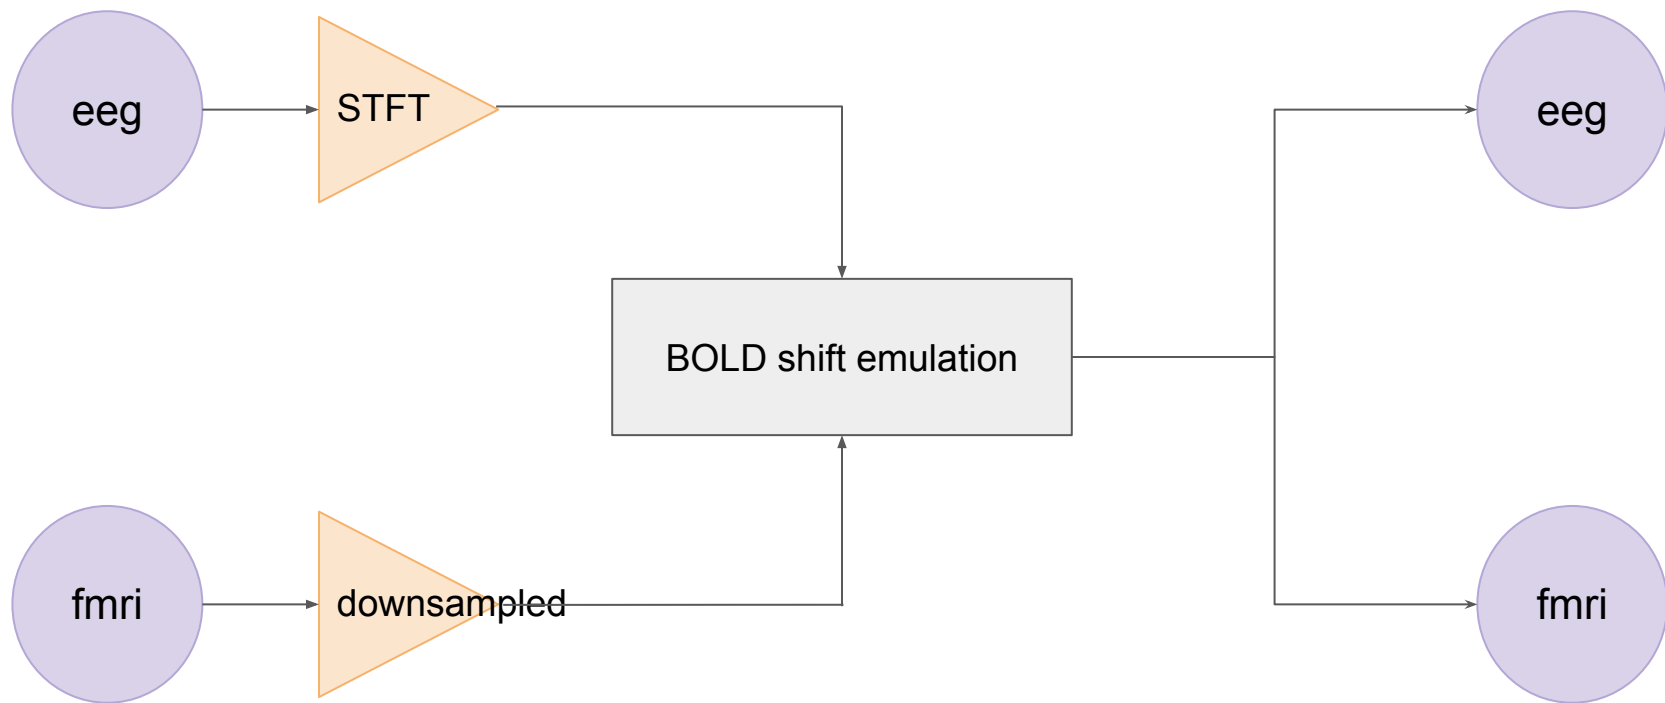 eeg
STFT
eeg
BOLD shift emulation
fmri
downsampled
fmri